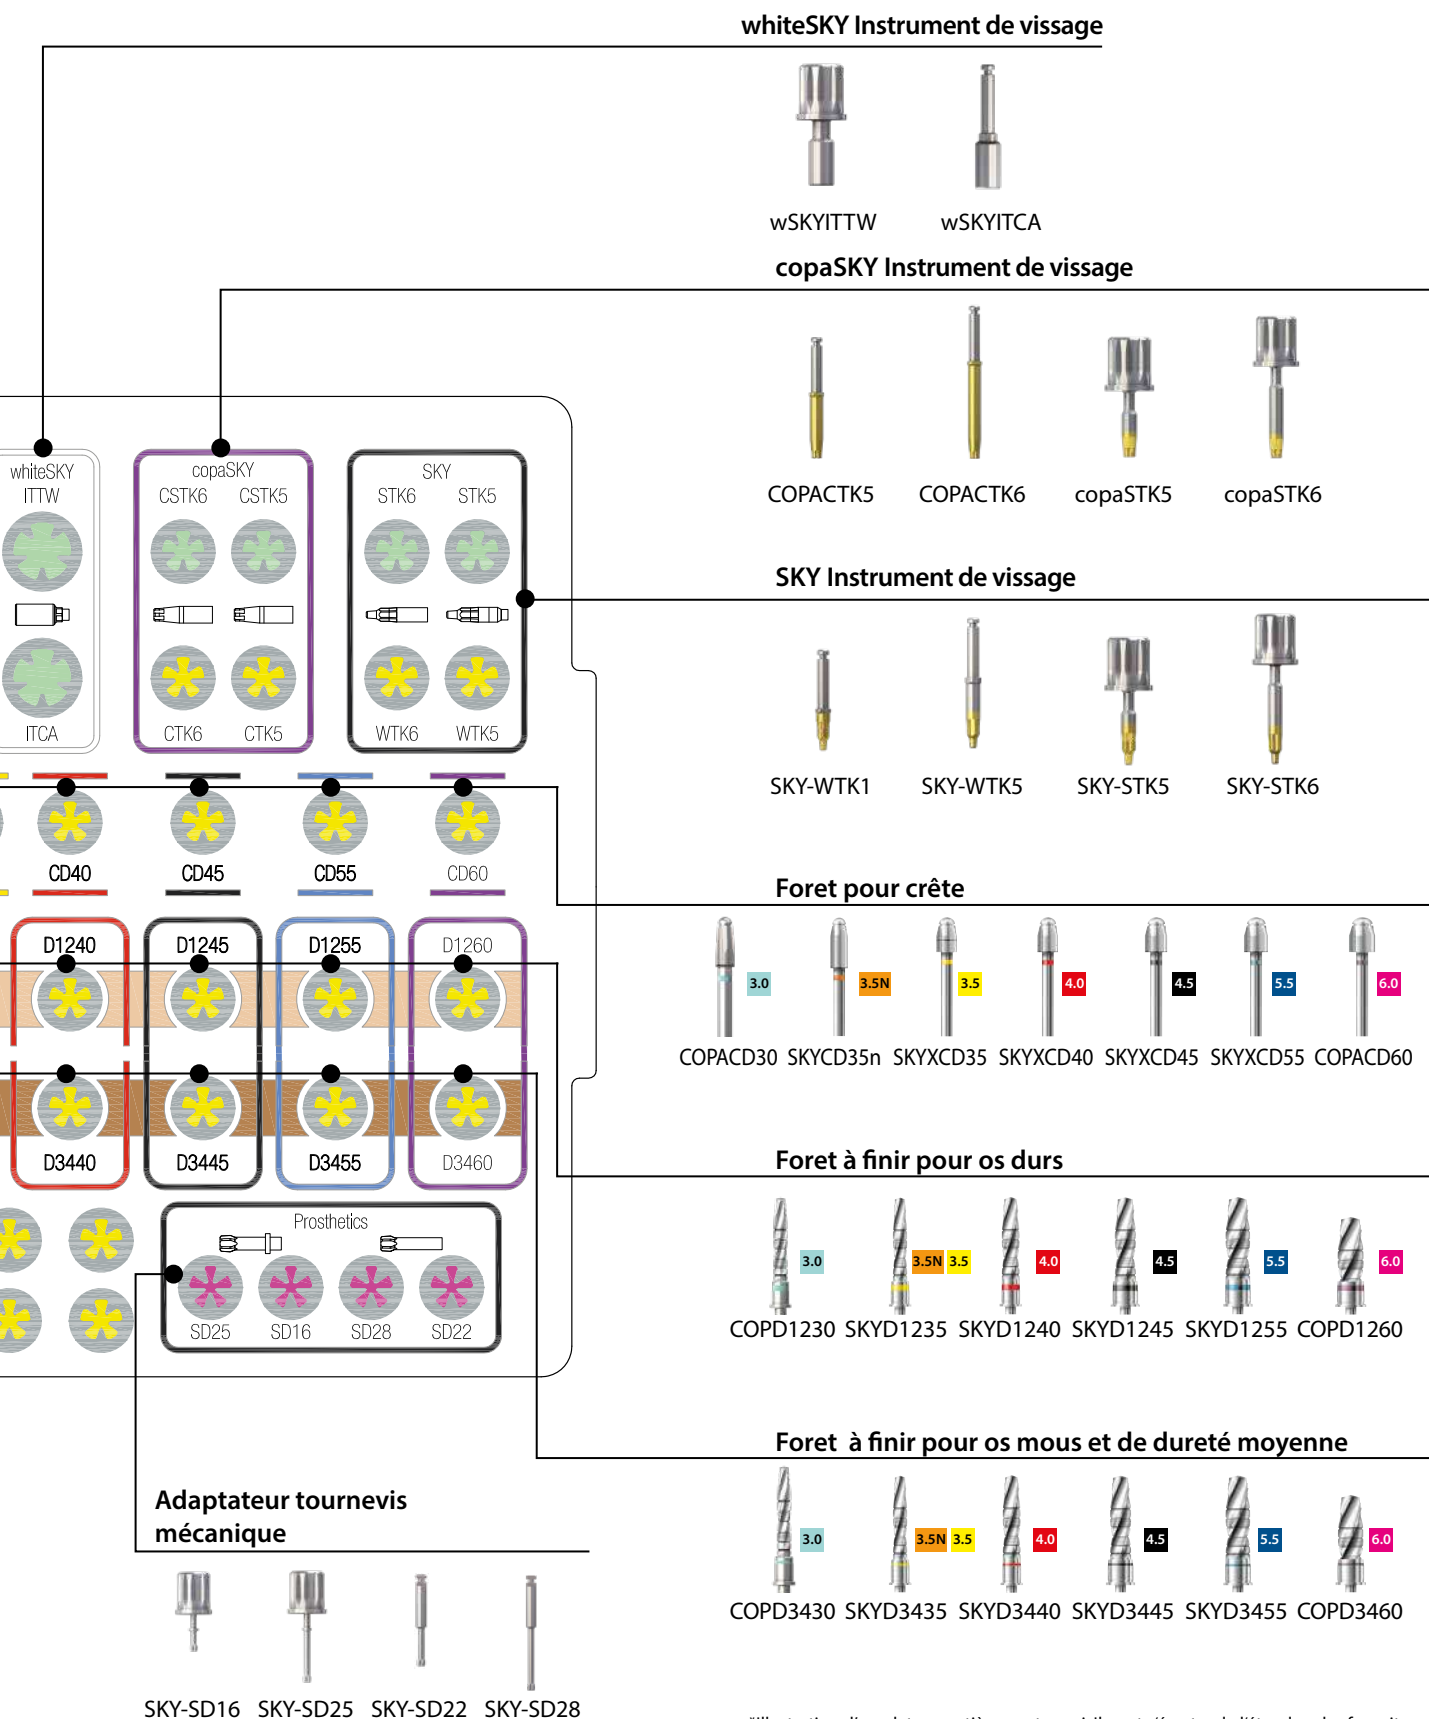 whiteSKY Instrument de vissage
wSKYITTW wSKYITCA
copaSKY Instrument de vissage
COPACTK5 COPACTK6 copaSTK5 copaSTK6
whiteSKY
ITTW
ITCA
copaSKY
CSTK6 CSTK5
CTK6 CTK5
SKY
STK6 STK5
WTK6 WTK5
SKY Instrument de vissage
SKY-WTK1 SKY-WTK5 SKY-STK5 SKY-STK6
CD40 CD45 CD55 CD60
Foret pour crête
3.0 3.5N 3.5 4.0 4.5 5.5 6.0
COPACD30 SKYCD35n SKYXCD35 SKYXCD40 SKYXCD45 SKYXCD55 COPACD60
D1240 D1245 D1255 D1260
D3440 D3445 D3455 D3460
Foret à finir pour os durs
3.0 3.5N 3.5 4.0 4.5 5.5 6.0
COPD1230 SKYD1235 SKYD1240 SKYD1245 SKYD1255 COPD1260
Prosthetics
SD25 SD16 SD28 SD22
Foret à finir pour os mous et de dureté moyenne
3.0 3.5N 3.5 4.0 4.5 5.5 6.0
COPD3430 SKYD3435 SKYD3440 SKYD3445 SKYD3455 COPD3460
Adaptateur tournevis
mécanique
SKY-SD16 SKY-SD25 SKY-SD22 SKY-SD28